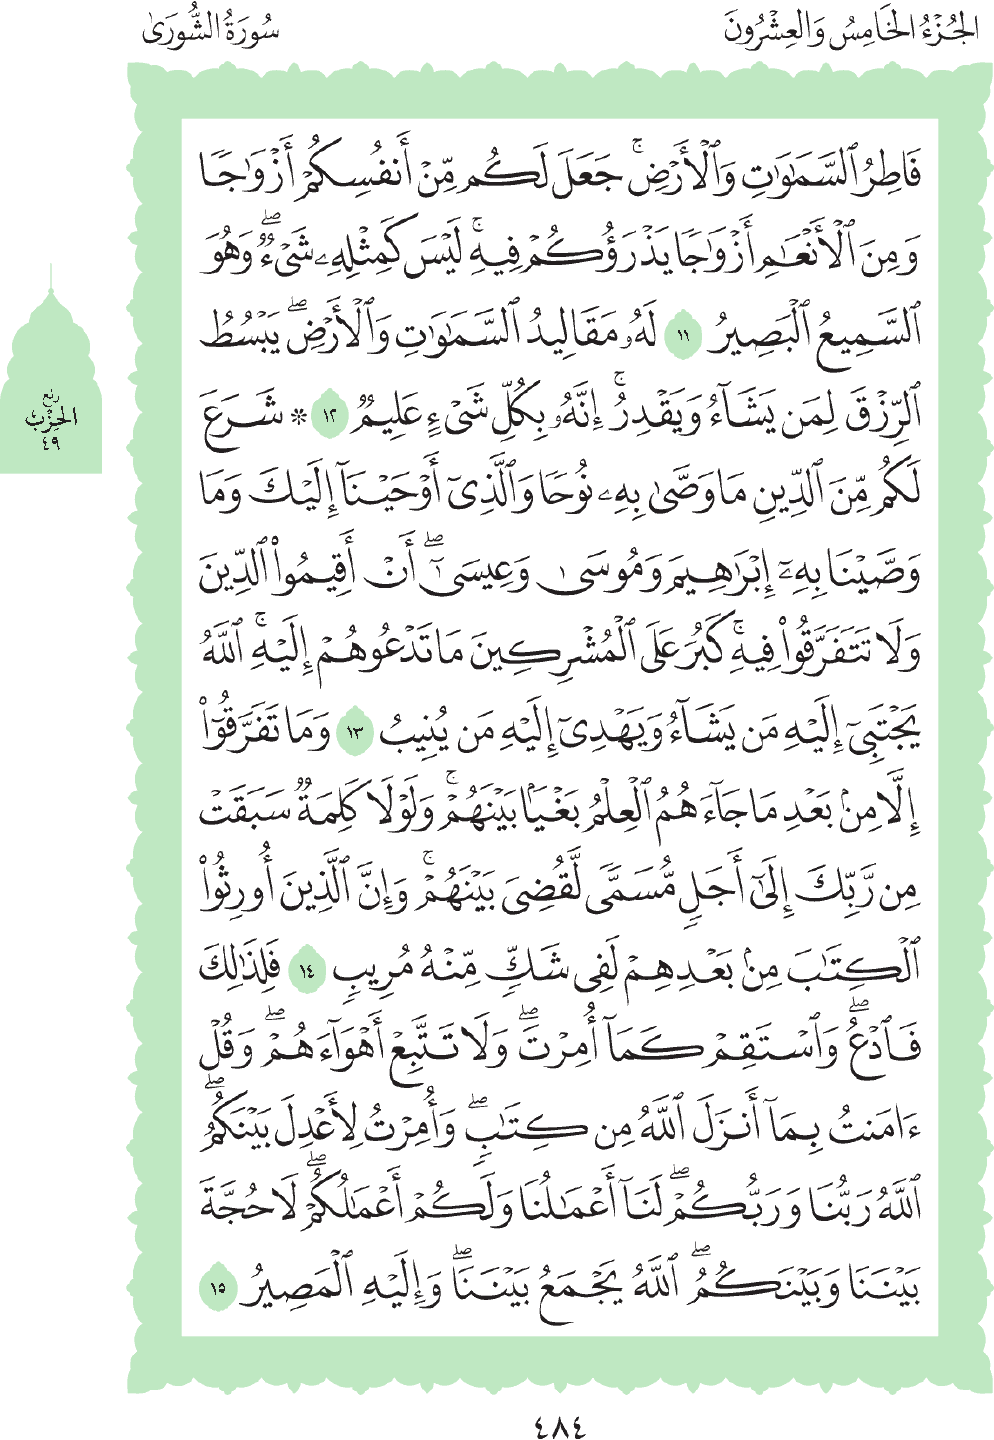 الجُزْءُ الخَامِسُ وَالعِشْرُونَ
سُورَةُ الشُّورَىٰ
فَاطِرُ ٱلسَّمَٰوَٰتِ وَٱلْأَرْضِۚ جَعَلَ لَكُم مِّنْ أَنفُسِكُمْ أَزْوَٰجًا
وَمِنَ ٱلْأَنْعَٰمِ أَزْوَٰجًا يَذْرَؤُكُمْ فِيهِۚ لَيْسَ كَمِثْلِهِۦ شَىْءٌۖ وَهُوَ
ٱلسَّمِيعُ ٱلْبَصِيرُ ١١ لَهُۥ مَقَالِيدُ ٱلسَّمَٰوَٰتِ وَٱلْأَرْضِۖ يَبْسُطُ
ٱلرِّزْقَ لِمَن يَشَآءُ وَيَقْدِرُۚ إِنَّهُۥ بِكُلِّ شَىْءٍ عَلِيمٌ ١٢ * شَرَعَ
لَكُم مِّنَ ٱلدِّينِ مَا وَصَّىٰ بِهِۦ نُوحًا وَٱلَّذِىٓ أَوْحَيْنَآ إِلَيْكَ وَمَا
وَصَّيْنَا بِهِۦٓ إِبْرَٰهِيمَ وَمُوسَىٰ وَعِيسَىٰٓۖ أَنْ أَقِيمُوا۟ ٱلدِّينَ
وَلَا تَتَفَرَّقُوا۟ فِيهِۚ كَبُرَ عَلَى ٱلْمُشْرِكِينَ مَا تَدْعُوهُمْ إِلَيْهِۚ ٱللَّهُ
يَجْتَبِىٓ إِلَيْهِ مَن يَشَآءُ وَيَهْدِىٓ إِلَيْهِ مَن يُنِيبُ ١٣ وَمَا تَفَرَّقُوٓا۟
إِلَّا مِنۢ بَعْدِ مَا جَآءَهُمُ ٱلْعِلْمُ بَغْيًۢا بَيْنَهُمْۚ وَلَوْلَا كَلِمَةٌ سَبَقَتْ
مِن رَّبِّكَ إِلَىٰٓ أَجَلٍ مُّسَمًّى لَّقُضِىَ بَيْنَهُمْۚ وَإِنَّ ٱلَّذِينَ أُورِثُوا۟
ٱلْكِتَٰبَ مِنۢ بَعْدِهِمْ لَفِى شَكٍّ مِّنْهُ مُرِيبٍ ١٤ فَلِذَٰلِكَ
فَٱدْعُۖ وَٱسْتَقِمْ كَمَآ أُمِرْتَۖ وَلَا تَتَّبِعْ أَهْوَآءَهُمْۖ وَقُلْ
ءَامَنتُ بِمَآ أَنزَلَ ٱللَّهُ مِن كِتَٰبٍۖ وَأُمِرْتُ لِأَعْدِلَ بَيْنَكُمُۖ
ٱللَّهُ رَبُّنَا وَرَبُّكُمْۖ لَنَآ أَعْمَٰلُنَا وَلَكُمْ أَعْمَٰلُكُمْۖ لَا حُجَّةَ
بَيْنَنَا وَبَيْنَكُمُۖ ٱللَّهُ يَجْمَعُ بَيْنَنَاۖ وَإِلَيْهِ ٱلْمَصِيرُ ١٥
ربع
الحِزْب
٤٩
٤٨٤